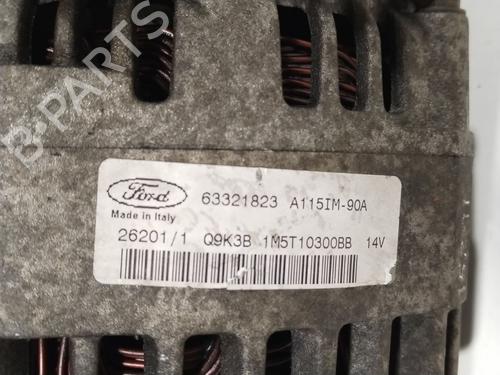 B-PARTS
Ford
63321823 A115IM-90A
Made in Italy
26201/1 Q9K3B 1M5T10300BB 14V